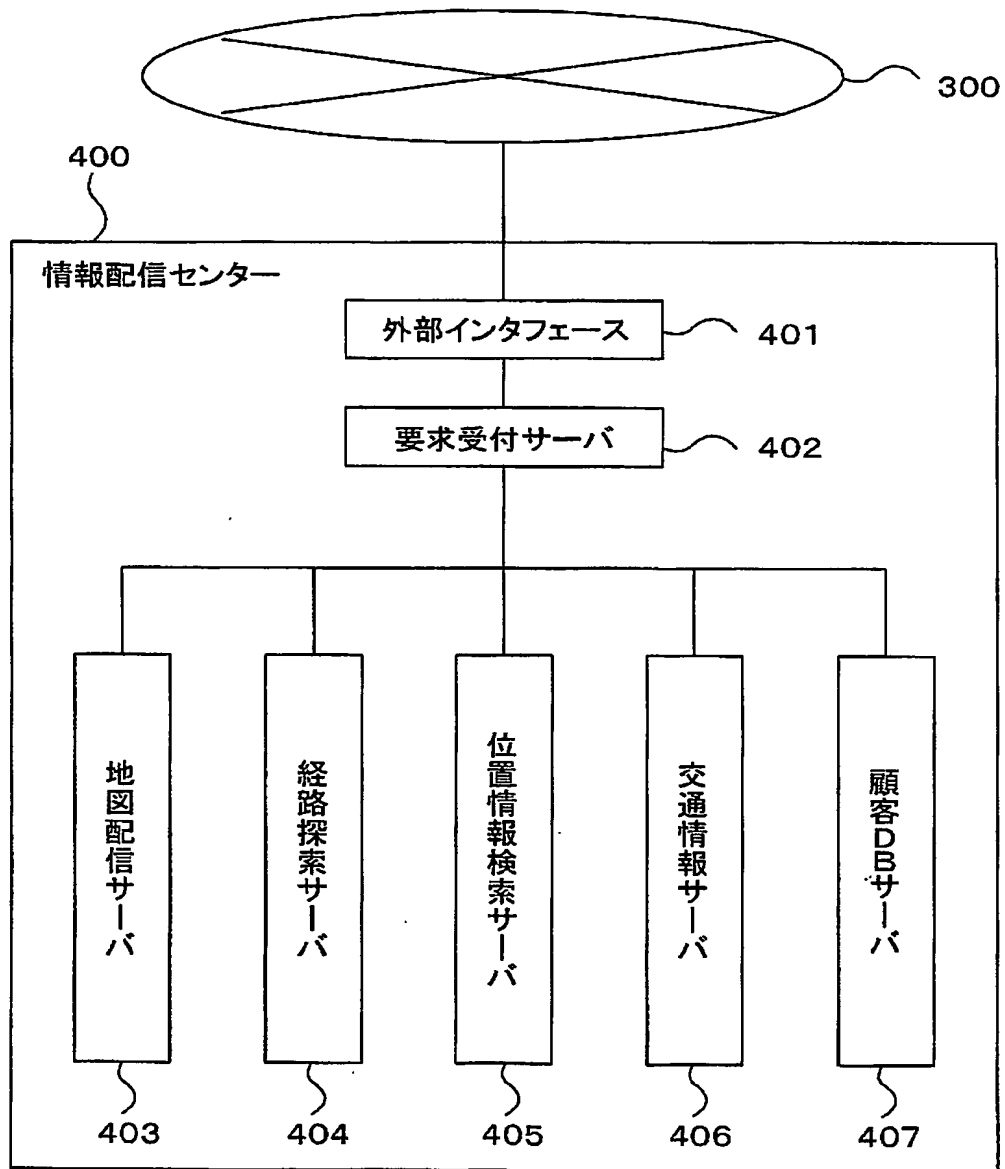 300
400
情報配信センター
外部インタフェース
401
要求受付サーバ
402
地図配信サーバ
経路探索サーバ
位置情報検索サーバ
交通情報サーバ
顧客DBサーバ
403
404
405
406
407